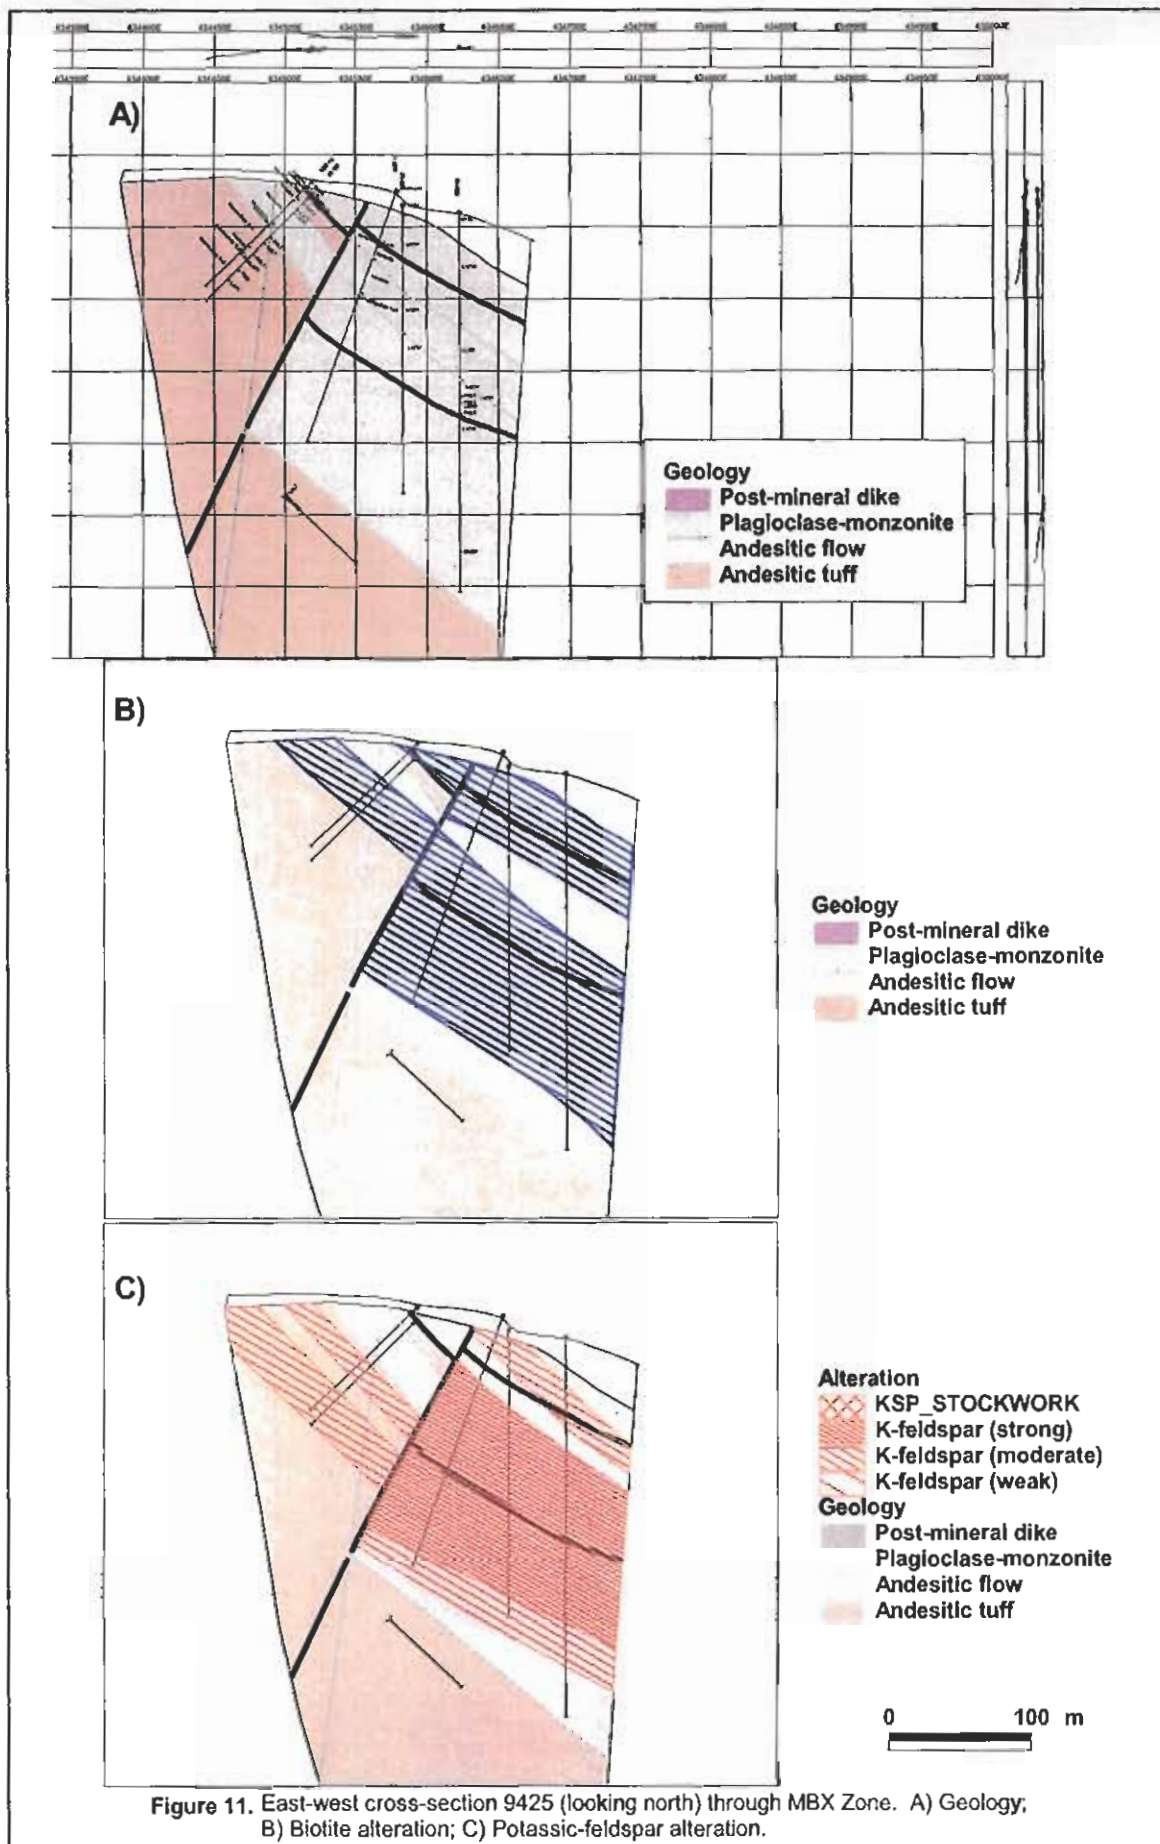 A)
Geology
Post-mineral dike
Plagioclase-monzonite
Andesitic flow
Andesitic tuff
B)
Geology
Post-mineral dike
Plagioclase-monzonite
Andesitic flow
Andesitic tuff
C)
Alteration
KSP_STOCKWORK
K-feldspar (strong)
K-feldspar (moderate)
K-feldspar (weak)
Geology
Post-mineral dike
Plagioclase-monzonite
Andesitic flow
Andesitic tuff
0 100 m
Figure 11. East-west cross-section 9425 (looking north) through MBX Zone. A) Geology;
B) Biotite alteration; C) Potassic-feldspar alteration.